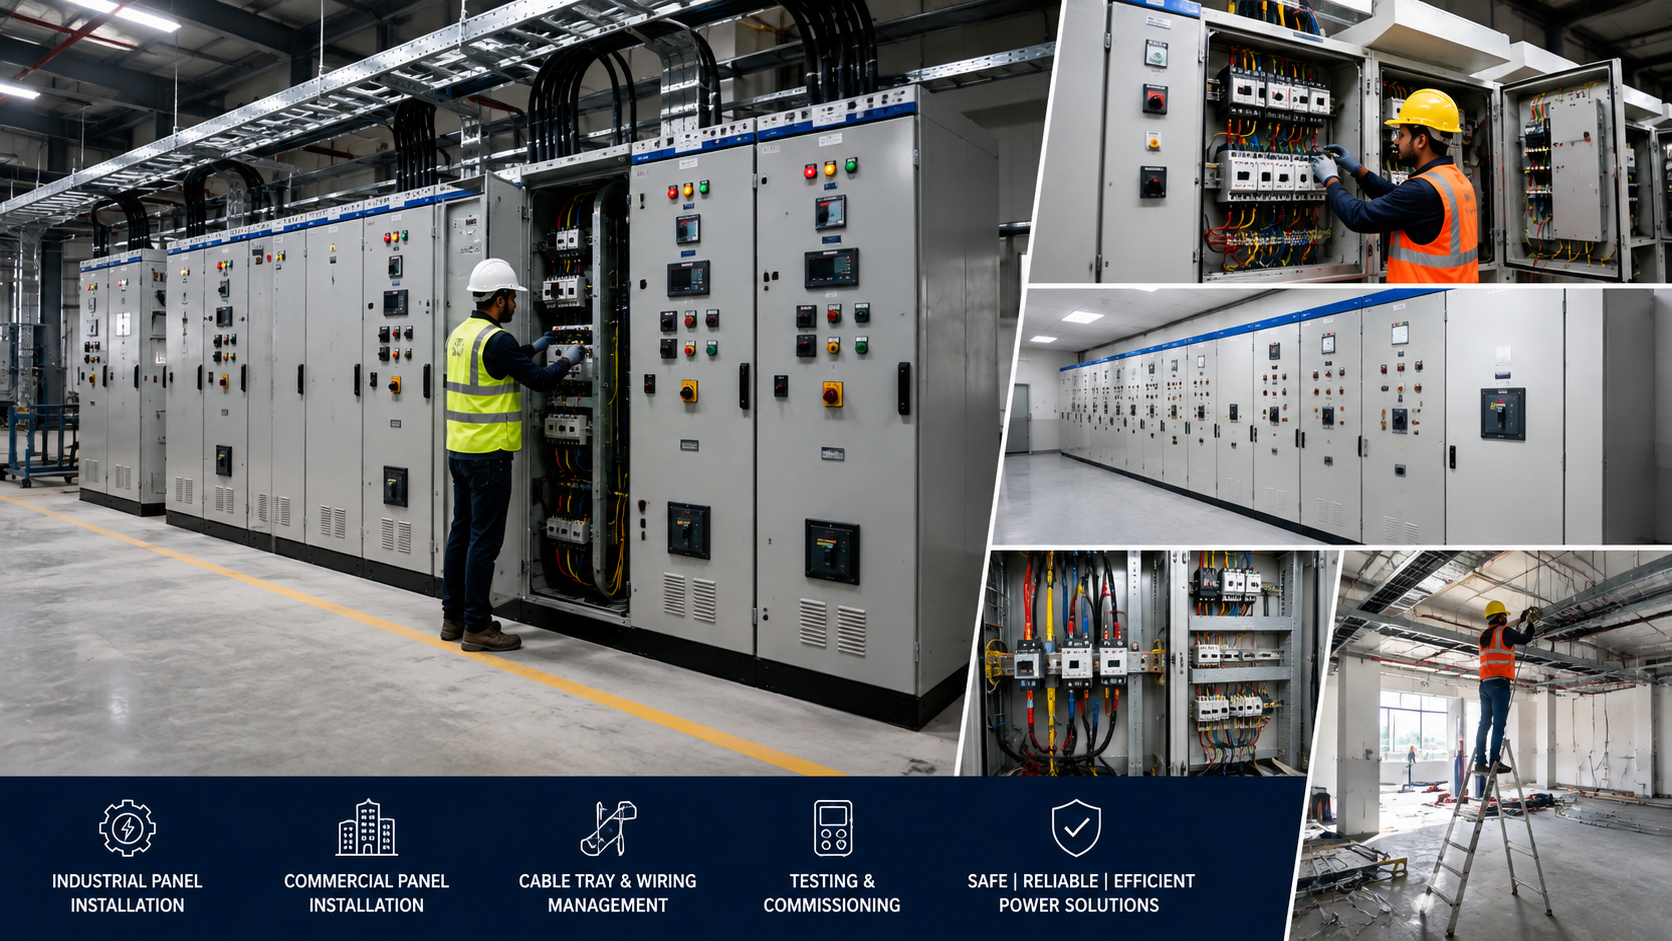 INDUSTRIAL PANEL
INSTALLATION
COMMERCIAL PANEL
INSTALLATION
CABLE TRAY & WIRING
MANAGEMENT
TESTING &
COMMISSIONING
SAFE | RELIABLE | EFFICIENT
POWER SOLUTIONS